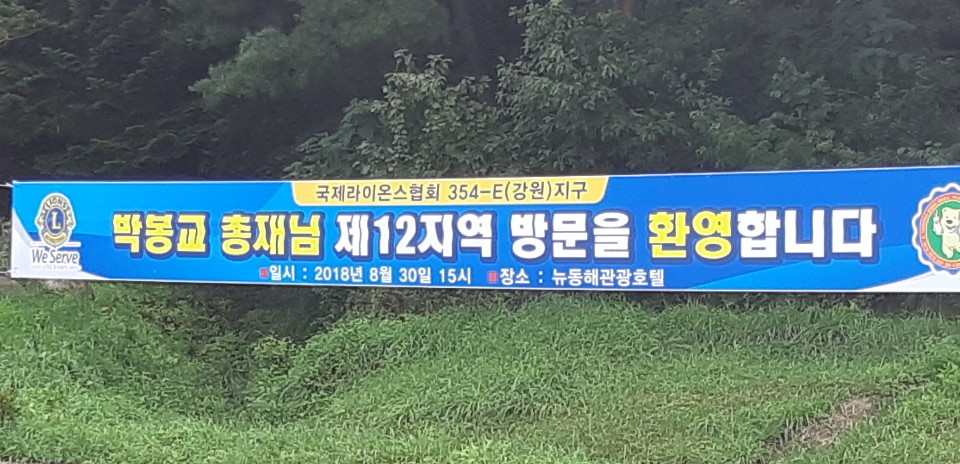 국제라이온스협회 354-E(강원)지구
LIONS
L
We Serve
박봉교 총재님 제12지역 방문을 환영합니다
일시 : 2018년 8월 30일 15시 장소 : 뉴동해관광호텔